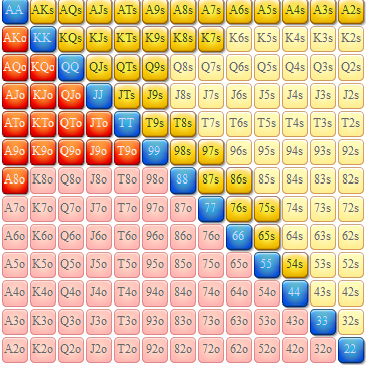 AA AKs AQs AJs ATs A9s A8s A7s A6s A5s A4s A3s A2s
AKo KK KQs KJs KTs K9s K8s K7s K6s K5s K4s K3s K2s
AQo KQo QQ QJs QTs Q9s Q8s Q7s Q6s Q5s Q4s Q3s Q2s
AJo KJo QJo JJ JTs J9s J8s J7s J6s J5s J4s J3s J2s
ATo KTo QTo JTo TT T9s T8s T7s T6s T5s T4s T3s T2s
A9o K9o Q9o J9o T9o 99 98s 97s 96s 95s 94s 93s 92s
A8o K8o Q8o J8o T8o 98o 88 87s 86s 85s 84s 83s 82s
A7o K7o Q7o J7o T7o 97o 87o 77 76s 75s 74s 73s 72s
A6o K6o Q6o J6o T6o 96o 86o 76o 66 65s 64s 63s 62s
A5o K5o Q5o J5o T5o 95o 85o 75o 65o 55 54s 53s 52s
A4o K4o Q4o J4o T4o 94o 84o 74o 64o 54o 44 43s 42s
A3o K3o Q3o J3o T3o 93o 83o 73o 63o 53o 43o 33 32s
A2o K2o Q2o J2o T2o 92o 82o 72o 62o 52o 42o 32o 22